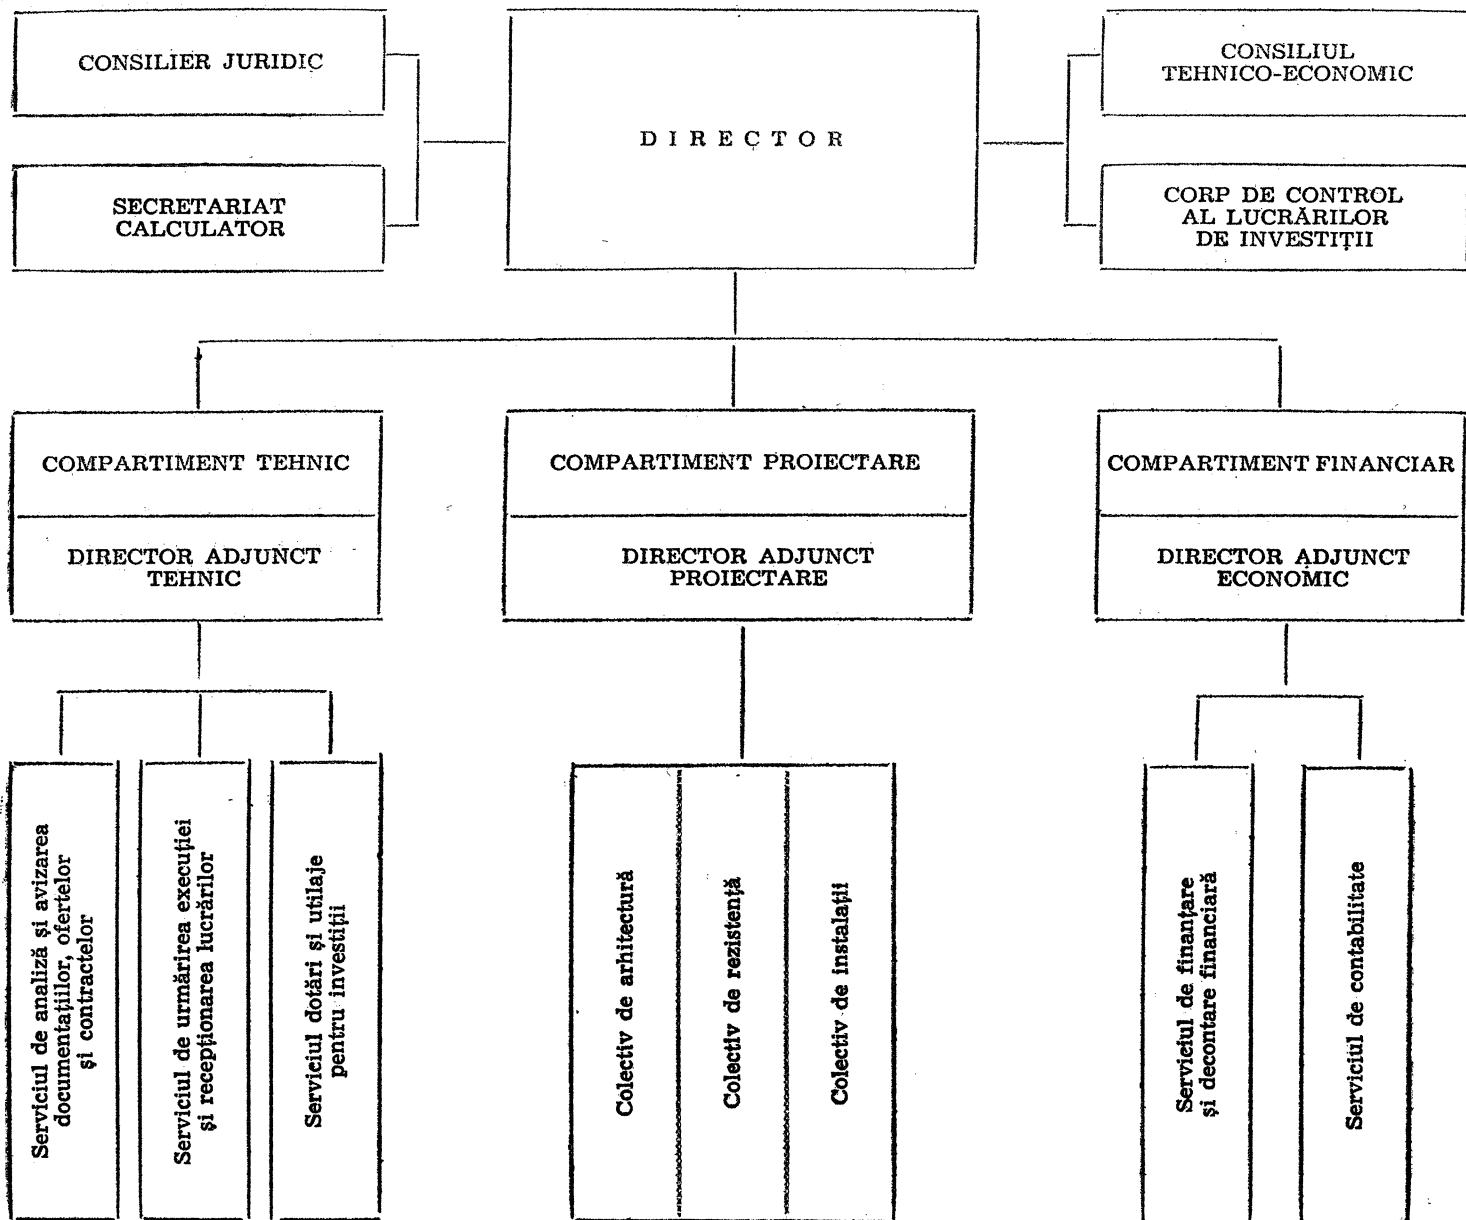 CONSILIER JURIDIC
SECRETARIAT
CALCULATOR
DIRECTOR
CONSILIUL
TEHNICO-ECONOMIC
CORP DE CONTROL
AL LUCRĂRILOR
DE INVESTIȚII
COMPARTIMENT TEHNIC
DIRECTOR ADJUNCT
TEHNIC
COMPARTIMENT PROIECTARE
DIRECTOR ADJUNCT
PROIECTARE
COMPARTIMENT FINANCIAR
DIRECTOR ADJUNCT
ECONOMIC
Serviciul de analiză și avizarea
documentațiilor, ofertelor
și contractelor
Serviciul de urmărirea execuției
și recepționarea lucrărilor
Serviciul dotări și utilaje
pentru investiții
Colectiv de arhitectură
Colectiv de rezistență
Colectiv de instalații
Serviciul de finanțare
și decontare financiară
Serviciul de contabilitate